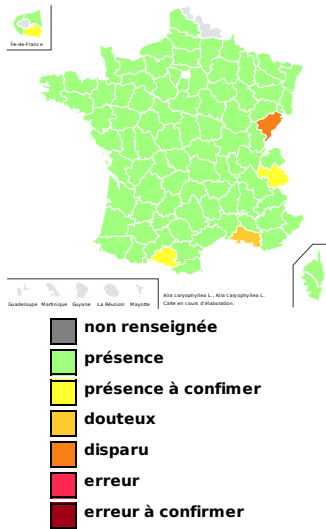 Île-de-France
Guadeloupe Martinique Guyane La Réunion Mayotte
Aira caryophyllea L., Aira caryophyllea L.
Carte en cours d'élaboration.
non renseignée
présence
présence à confimer
douteux
disparu
erreur
erreur à confirmer